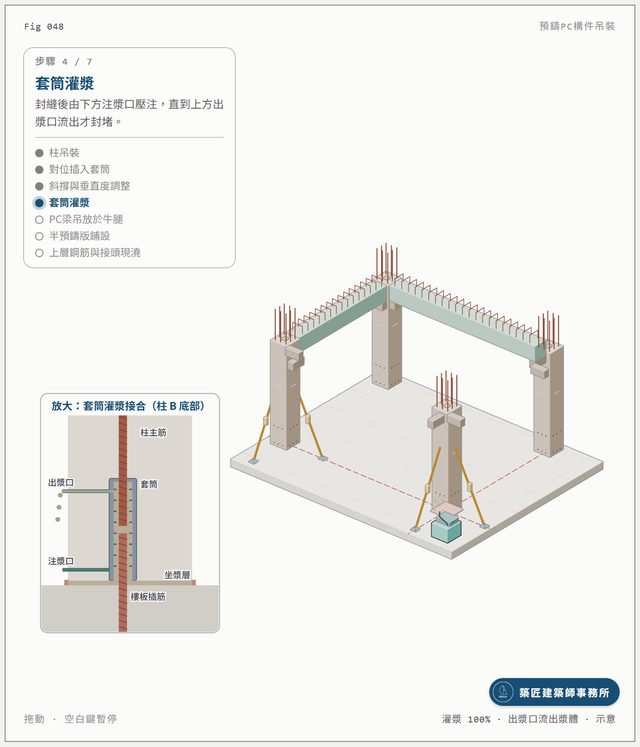 Fig 048
預鑄PC構件吊裝
步驟 4 / 7
套筒灌漿
封縫後由下方注漿口壓注，直到上方出
漿口流出才封堵。
柱吊裝
對位插入套筒
斜撐與垂直度調整
套筒灌漿
PC梁吊放於牛腿
半預鑄版鋪設
上層鋼筋與接頭現澆
放大：套筒灌漿接合（柱 B 底部）
柱主筋
出漿口
套筒
注漿口
坐漿層
樓板插筋
築匠建築師事務所
拖動 · 空白鍵暫停
灌漿 100% · 出漿口流出漿體 · 示意